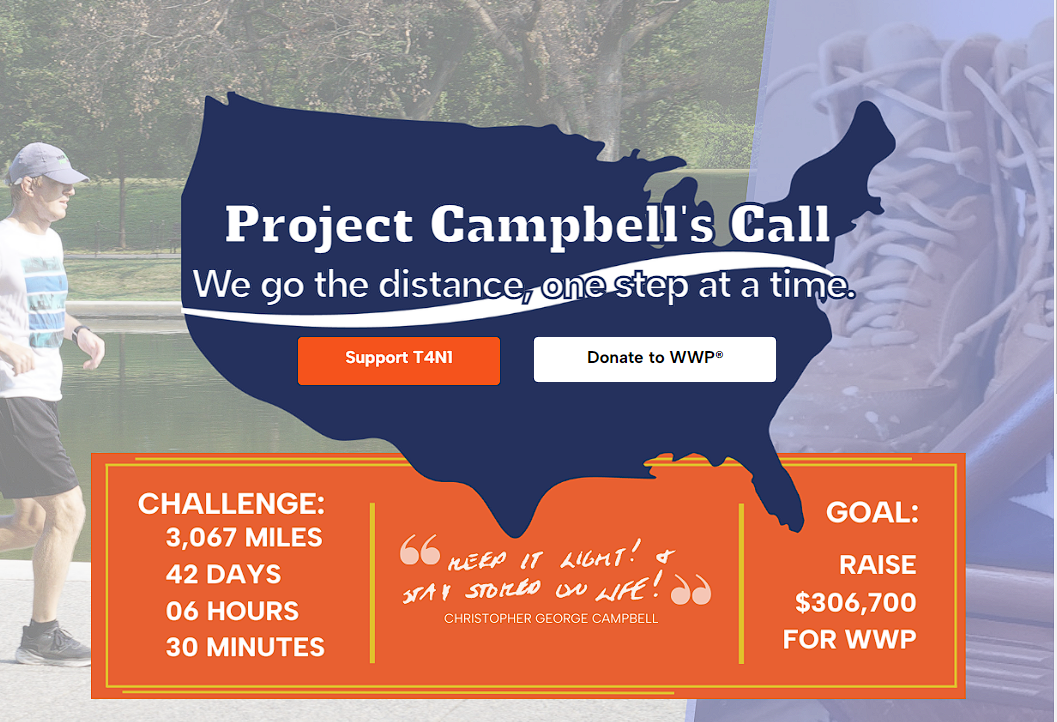 Project Campbell's Call
We go the distance, one step at a time.
Support T4N1
Donate to WWP®
CHALLENGE:
3,067 MILES
42 DAYS
06 HOURS
30 MINUTES
KEEP IT LIGHT! &
STAY STOKED ON LIFE!
CHRISTOPHER GEORGE CAMPBELL
GOAL:
RAISE
$306,700
FOR WWP